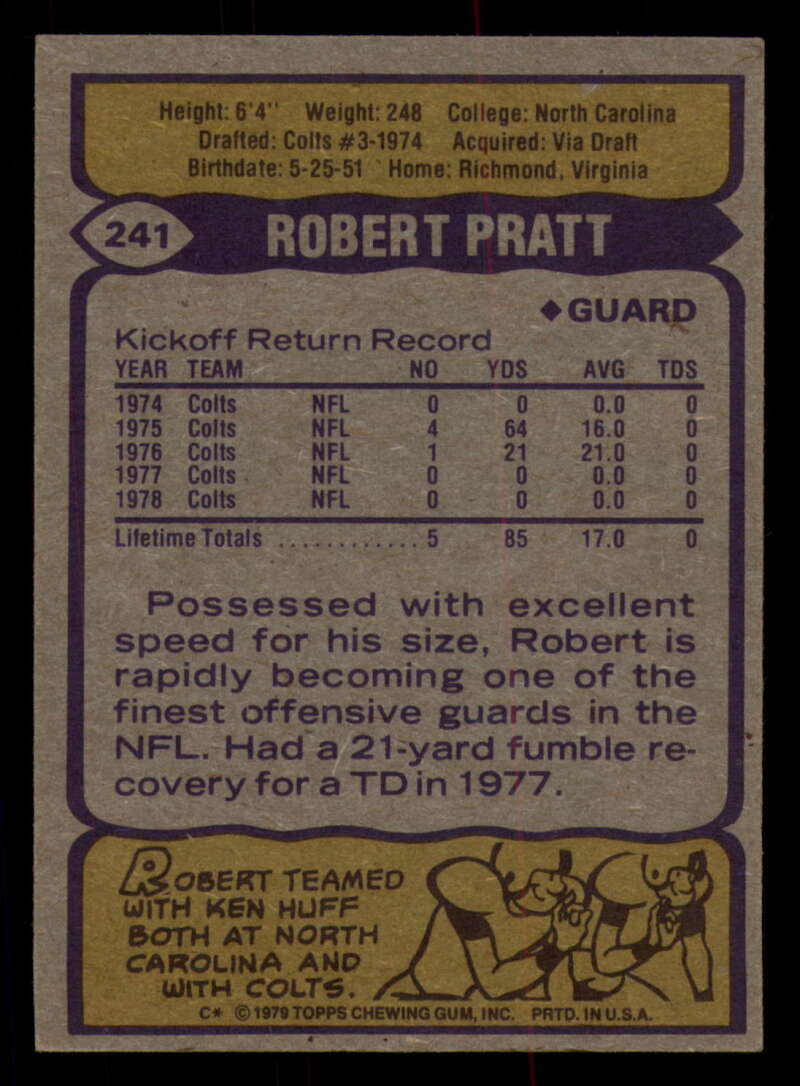 Height: 6'4" Weight: 248 College: North Carolina
Drafted: Colts #3-1974 Acquired: Via Draft
Birthdate: 5-25-51 Home: Richmond, Virginia
241 ROBERT PRATT
◆GUARD
Kickoff Return Record
YEAR TEAM NO YDS AVG TDS
1974 Colts NFL 0 0 0.0 0
1975 Colts NFL 4 64 16.0 0
1976 Colts NFL 1 21 21.0 0
1977 Colts NFL 0 0 0.0 0
1978 Colts NFL 0 0 0.0 0
Lifetime Totals ............ 5 85 17.0 0
Possessed with excellent
speed for his size, Robert is
rapidly becoming one of the
finest offensive guards in the
NFL. Had a 21-yard fumble re-
covery for a TD in 1977.
ROBERT TEAMED
WITH KEN HUFF
BOTH AT NORTH
CAROLINA AND
WITH COLTS.
C* © 1979 TOPPS CHEWING GUM, INC. PRTD. IN U.S.A.